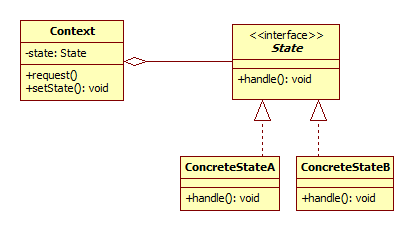 Context
-state: State
+request()
+setState(): void
<<interface>>
State
+handle(): void
ConcreteStateA
+handle(): void
ConcreteStateB
+handle(): void